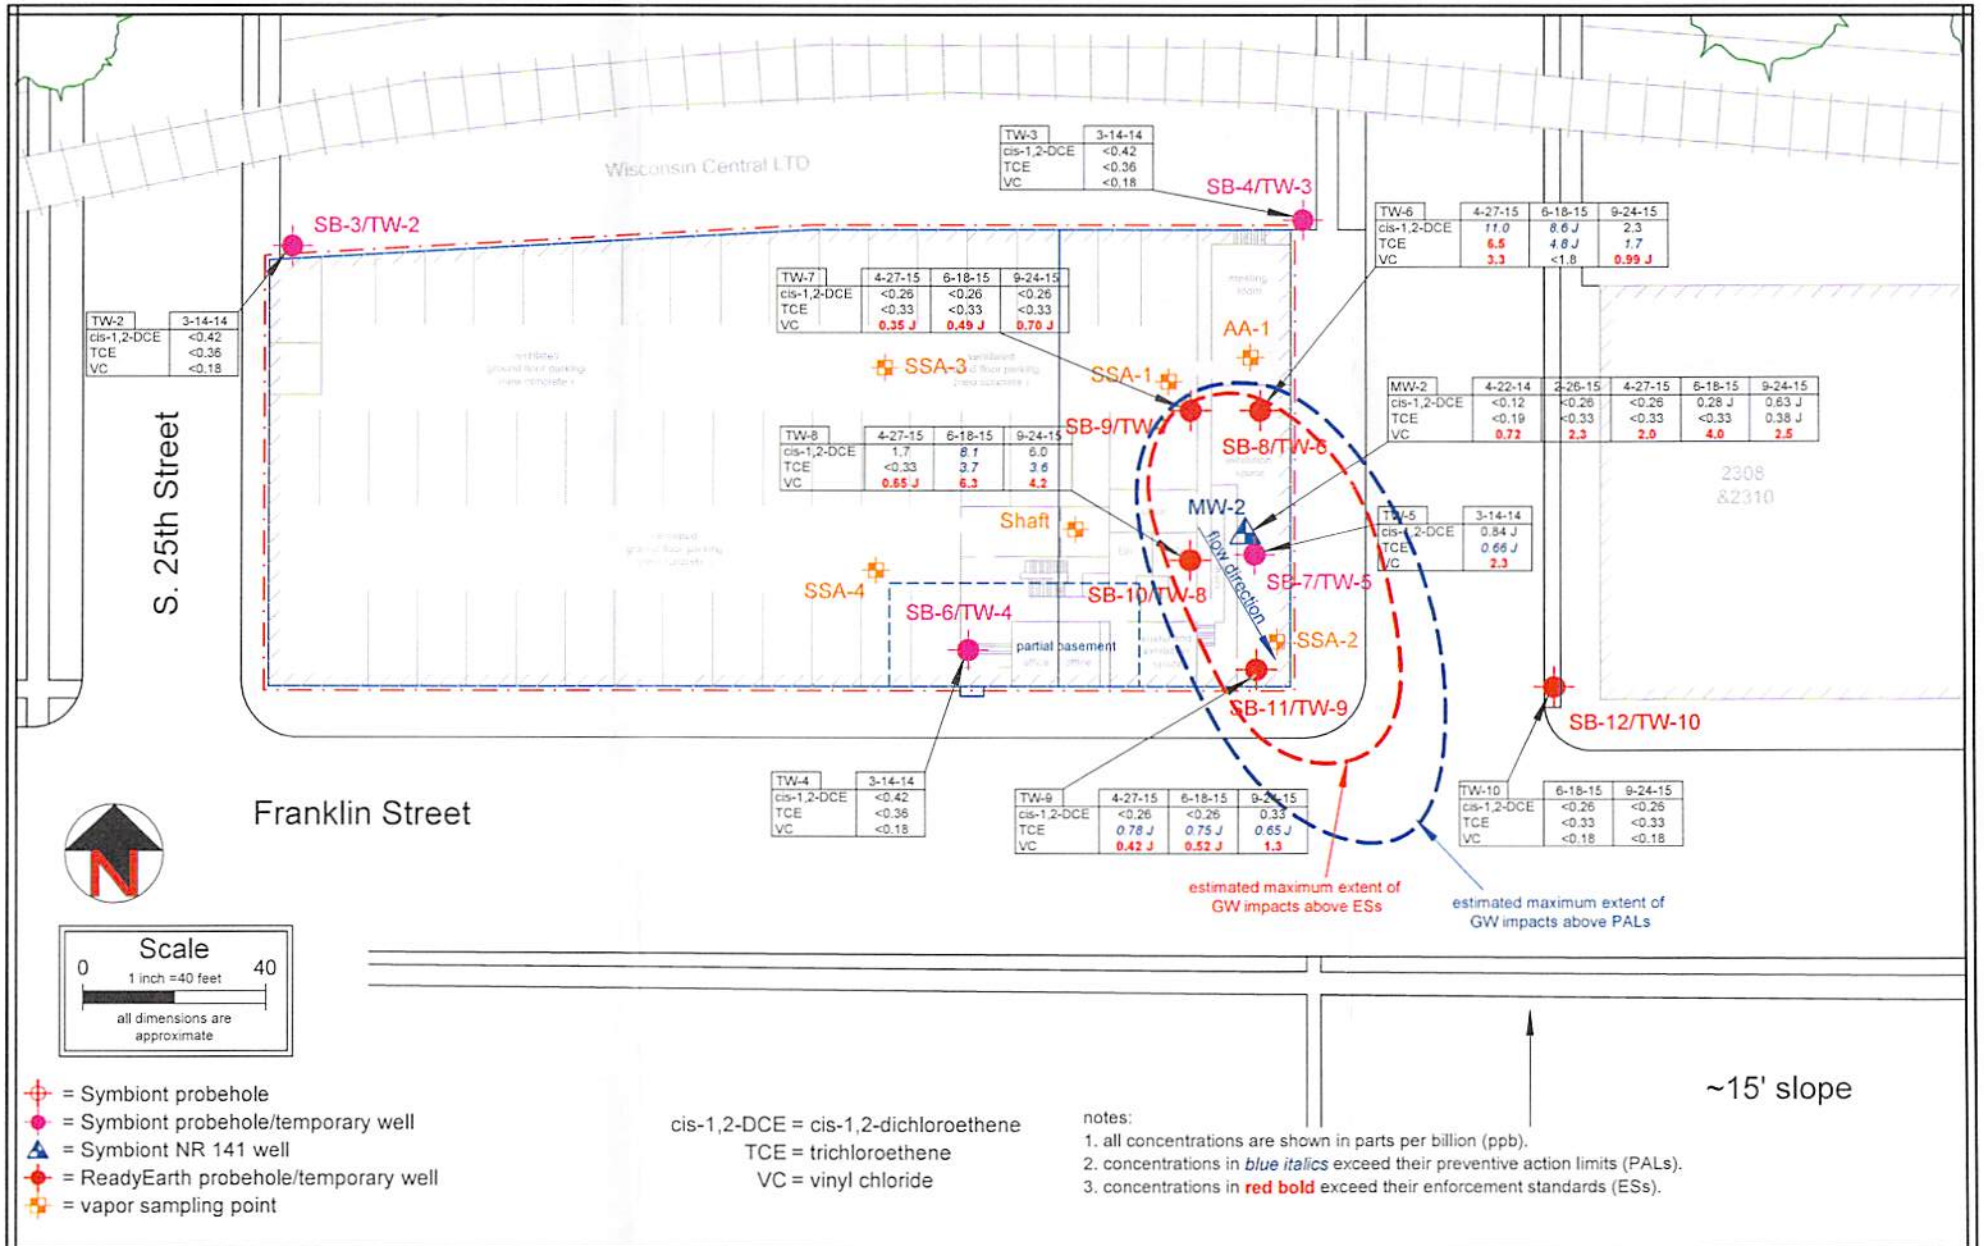 Wisconsin Central LTD
TW-3 3-14-14
cis-1,2-DCE <0.42
TCE <0.36
VC <0.18
SB-4/TW-3
SB-3/TW-2
TW-6 4-27-15 6-18-15 9-24-15
cis-1,2-DCE 11.0 8.6 J 2.3
TCE 6.5 4.8 J 1.7
VC 3.3 <1.8 0.99 J
TW-7 4-27-15 6-18-15 9-24-15
cis-1,2-DCE <0.26 <0.26 <0.26
TCE <0.33 <0.33 <0.33
VC 0.35 J 0.49 J 0.70 J
meeting
room
TW-2 3-14-14
cis-1,2-DCE <0.42
TCE <0.36
VC <0.18
AA-1
SSA-3
SSA-1
ground floor parking
floor parking
MW-2 4-22-14 2-26-15 4-27-15 6-18-15 9-24-15
cis-1,2-DCE <0.12 <0.26 <0.26 0.28 J 0.63 J
TCE <0.19 <0.33 <0.33 <0.33 0.38 J
VC 0.72 2.3 2.0 4.0 2.5
SB-9/TW
SB-8/TW-6
TW-8 4-27-15 6-18-15 9-24-15
cis-1,2-DCE 1.7 8.1 6.0
TCE <0.33 3.7 3.6
VC 0.65 J 6.3 4.2
2308
&2310
S. 25th Street
Shaft
MW-2
flow direction
TW-5 3-14-14
cis-1,2-DCE 0.84 J
TCE 0.66 J
VC 2.3
ground floor parking
SSA-4
SB-10/TW-8
SB-7/TW-5
SB-6/TW-4
partial basement
office office
SSA-2
SB-11/TW-9
SB-12/TW-10
TW-4 3-14-14
cis-1,2-DCE <0.42
TCE <0.36
VC <0.18
TW-9 4-27-15 6-18-15 9-24-15
cis-1,2-DCE <0.26 <0.26 0.33
TCE 0.78 J 0.75 J 0.65 J
VC 0.42 J 0.52 J 1.3
TW-10 6-18-15 9-24-15
cis-1,2-DCE <0.26 <0.26
TCE <0.33 <0.33
VC <0.18 <0.18
Franklin Street
N
estimated maximum extent of
GW impacts above ESs
estimated maximum extent of
GW impacts above PALs
Scale
0 40
1 inch =40 feet
all dimensions are
approximate
~15' slope
= Symbiont probehole
= Symbiont probehole/temporary well
= Symbiont NR 141 well
= ReadyEarth probehole/temporary well
= vapor sampling point
cis-1,2-DCE = cis-1,2-dichloroethene
TCE = trichloroethene
VC = vinyl chloride
notes:
1. all concentrations are shown in parts per billion (ppb).
2. concentrations in blue italics exceed their preventive action limits (PALs).
3. concentrations in red bold exceed their enforcement standards (ESs).